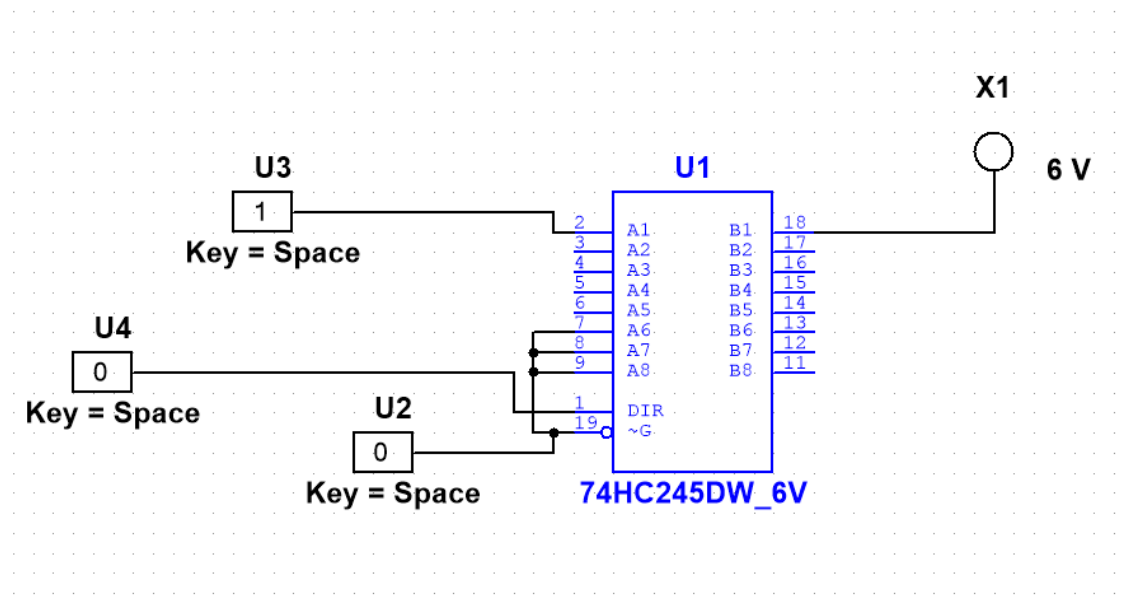 X1
6 V
U3
1
Key = Space
U1
2 A1 B1 18
3 A2 B2 17
4 A3 B3 16
5 A4 B4 15
6 A5 B5 14
7 A6 B6 13
8 A7 B7 12
9 A8 B8 11
1 DIR
19 ~G
74HC245DW_6V
U4
0
Key = Space
U2
0
Key = Space